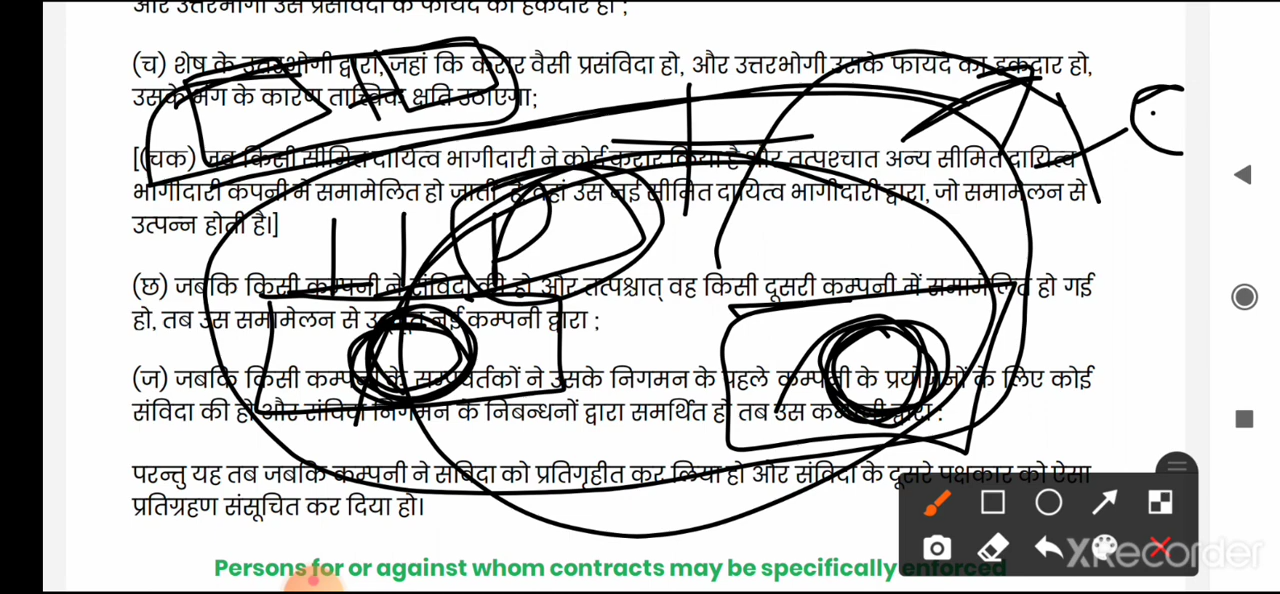 और उत्तरभोगी उस प्रसंविदा के फायदे का हकदार हो ;
(च) शेष के उत्तरभोगी द्वारा, जहां कि करार वैसी प्रसंविदा हो, और उत्तरभोगी उसके फायदे का हकदार हो,
उसके भंग के कारण तात्विक क्षति उठाएगा;
[(चक) जब किसी सीमित दायित्व भागीदारी ने कोई करार किया है और तत्पश्चात अन्य सीमित दायित्व
भागीदारी कंपनी में समामेलित हो जाती है, वहां उस नई सीमित दायित्व भागीदारी द्वारा, जो समामेलन से
उत्पन्न होती है।]
(छ) जबकि किसी कम्पनी ने संविदा की हो और तत्पश्चात् वह किसी दूसरी कम्पनी में समामेलित हो गई
हो, तब उस समामेलन से उद्भूत नई कम्पनी द्वारा ;
(ज) जबकि किसी कम्पनी के सम्प्रवर्तकों ने उसके निगमन के पहले कम्पनी के प्रयोजनों के लिए कोई
संविदा की हो और संविदा निगमन के निबन्धनों द्वारा समर्थित हो तब उस कम्पनी द्वारा :
परन्तु यह तब जबकि कम्पनी ने संविदा को प्रतिगृहीत कर लिया हो और संविदा के दूसरे पक्षकार को ऐसा
प्रतिग्रहण संसूचित कर दिया हो।
Persons for or against whom contracts may be specifically enforced
XRecorder